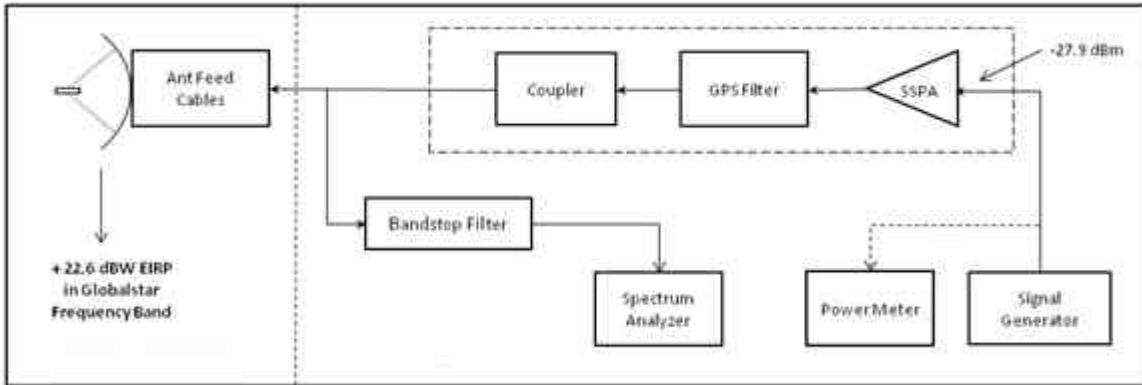 Ant Feed
Cables
Coupler
GPS Filter
SSPA
-27.9 dBm
Bandstop Filter
Spectrum
Analyzer
Power Meter
Signal
Generator
+ 22.6 dBW EIRP
in Globalstar
Frequency Band